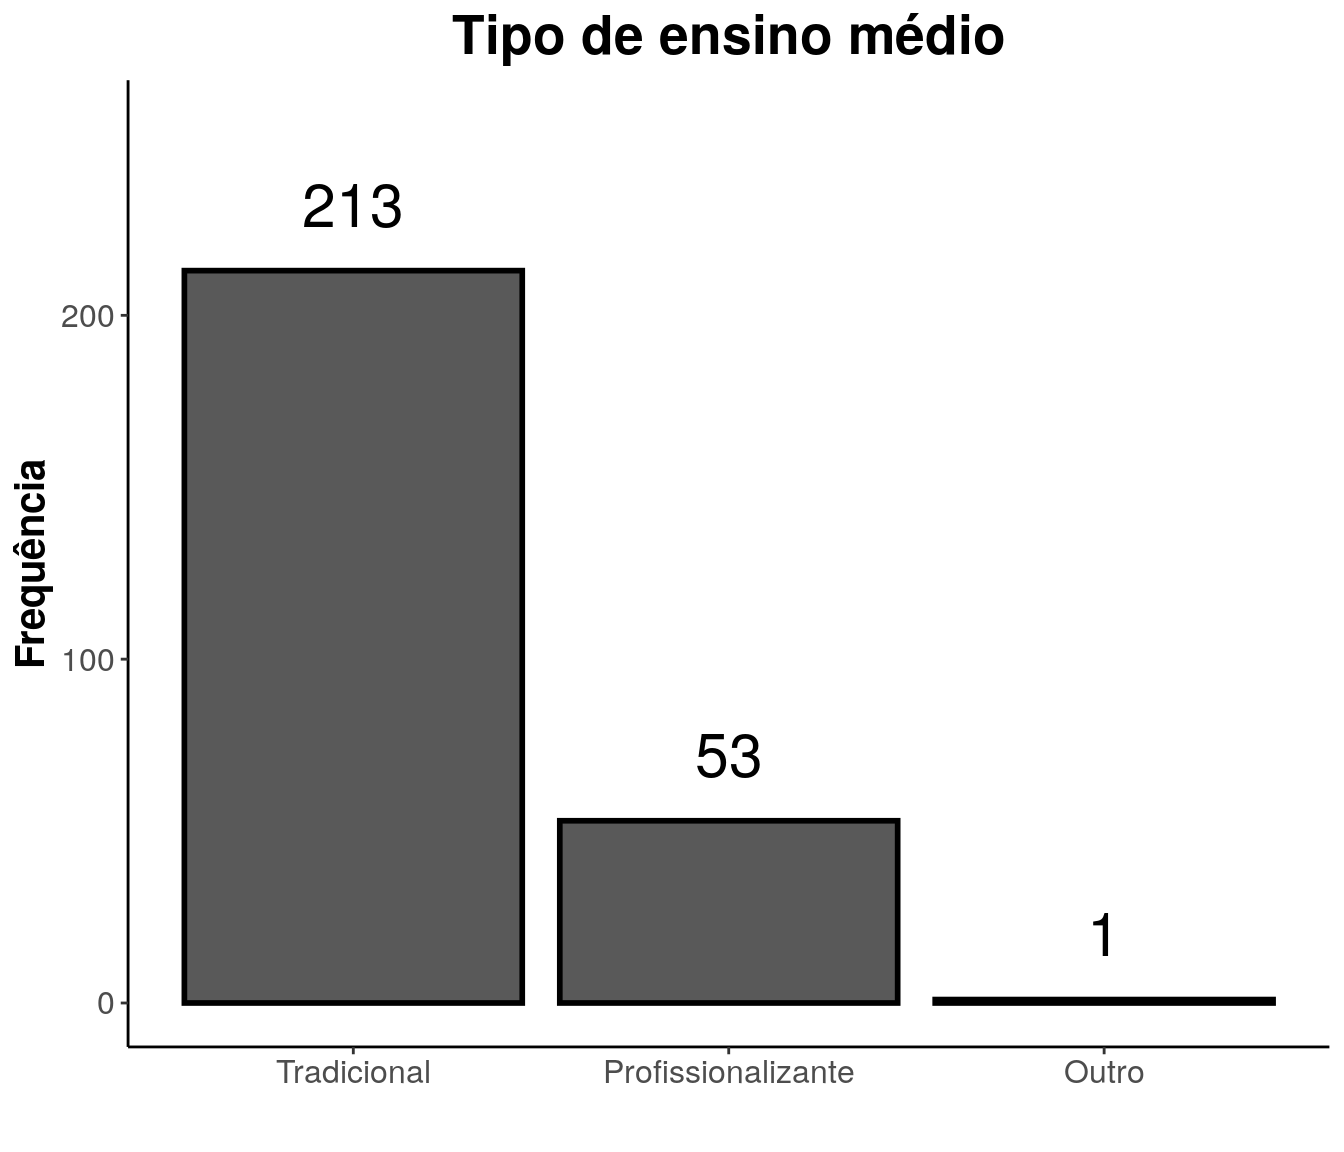 Tipo de ensino médio
213
53
1
Frequência
200
100
0
Tradicional Profissionalizante Outro